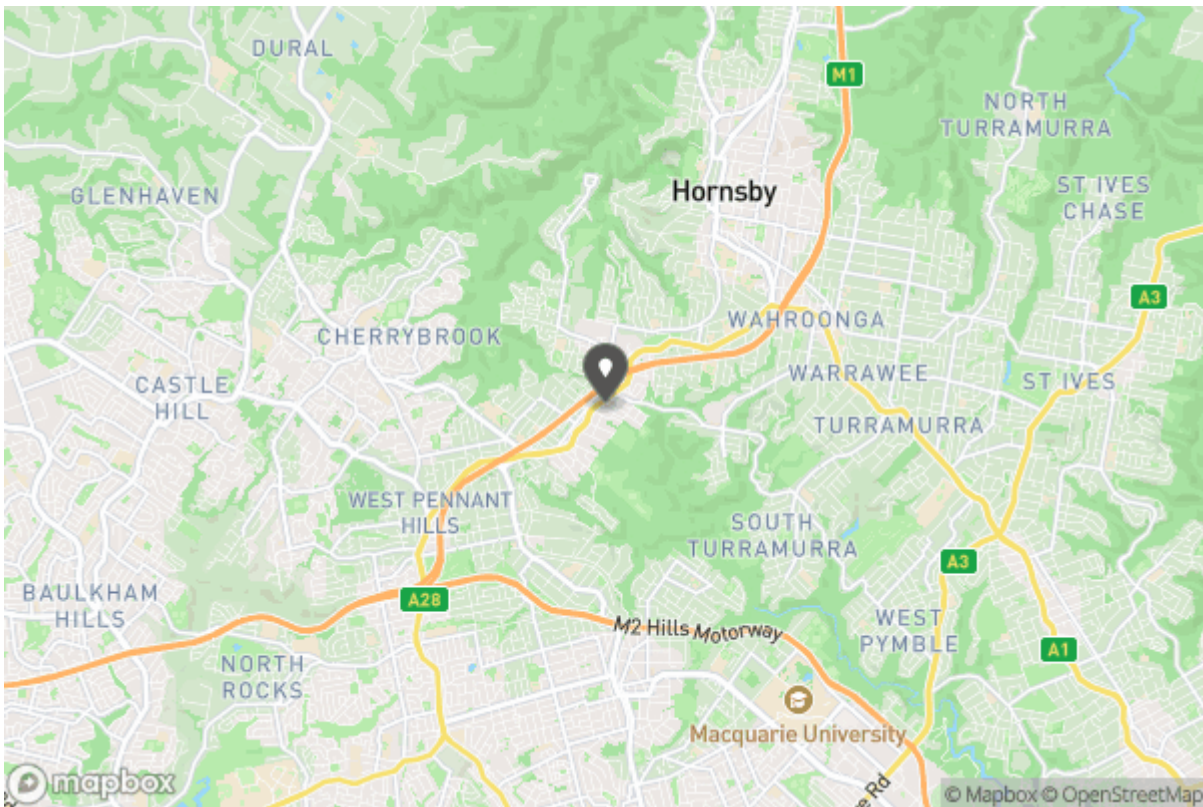 DURAL
M1
NORTH
TURRAMURRA
Hornsby
GLENHAVEN
ST IVES
CHASE
A3
WAHROONGA
CHERRYBROOK
CASTLE
HILL
WARRAWEE
ST IVES
TURRAMURRA
WEST PENNANT
HILLS
SOUTH
TURRAMURRA
A3
BAULKHAM
HILLS
A28
M2 Hills Motorway
WEST
PYMBLE
A1
NORTH
ROCKS
Macquarie University
Rd
mapbox
© Mapbox © OpenStreetMap